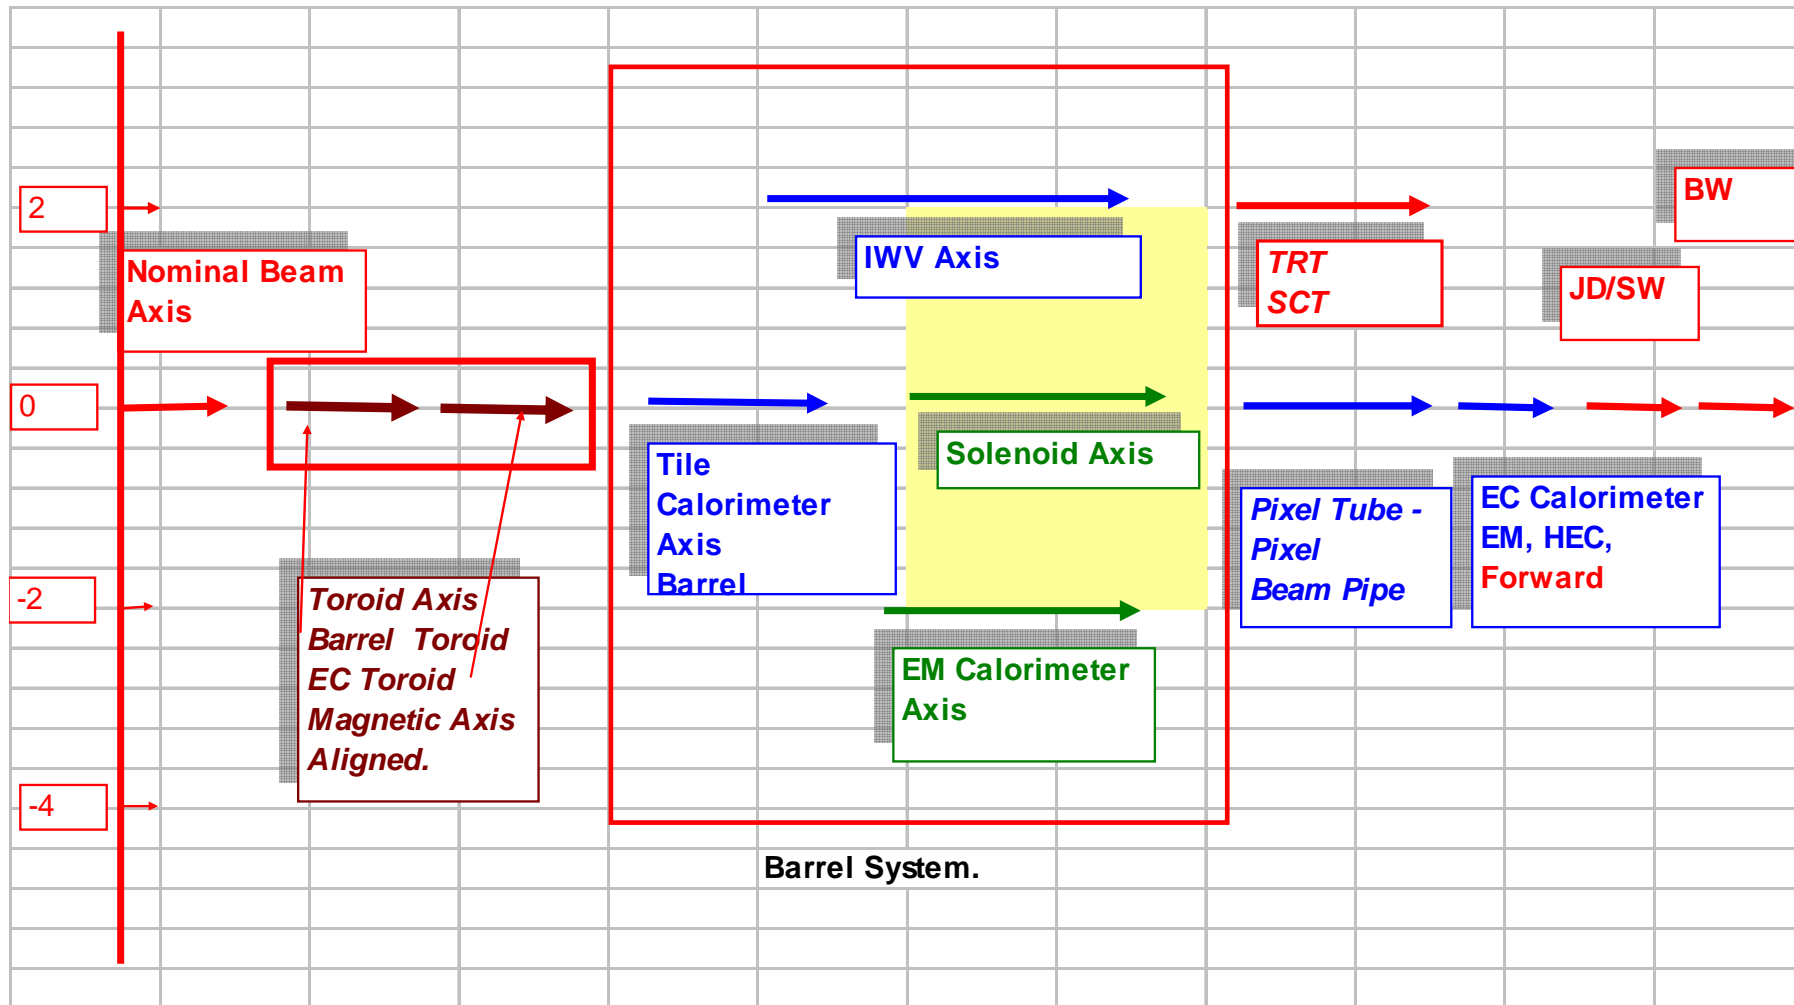 BW
2
IWV Axis
TRT
SCT
Nominal Beam
Axis
JD/SW
0
Solenoid Axis
Tile
Calorimeter
Axis
Barrel
Pixel Tube -
Pixel
Beam Pipe
EC Calorimeter
EM, HEC,
Forward
-2
Toroid Axis
Barrel Toroid
EC Toroid
Magnetic Axis
Aligned.
EM Calorimeter
Axis
-4
Barrel System.